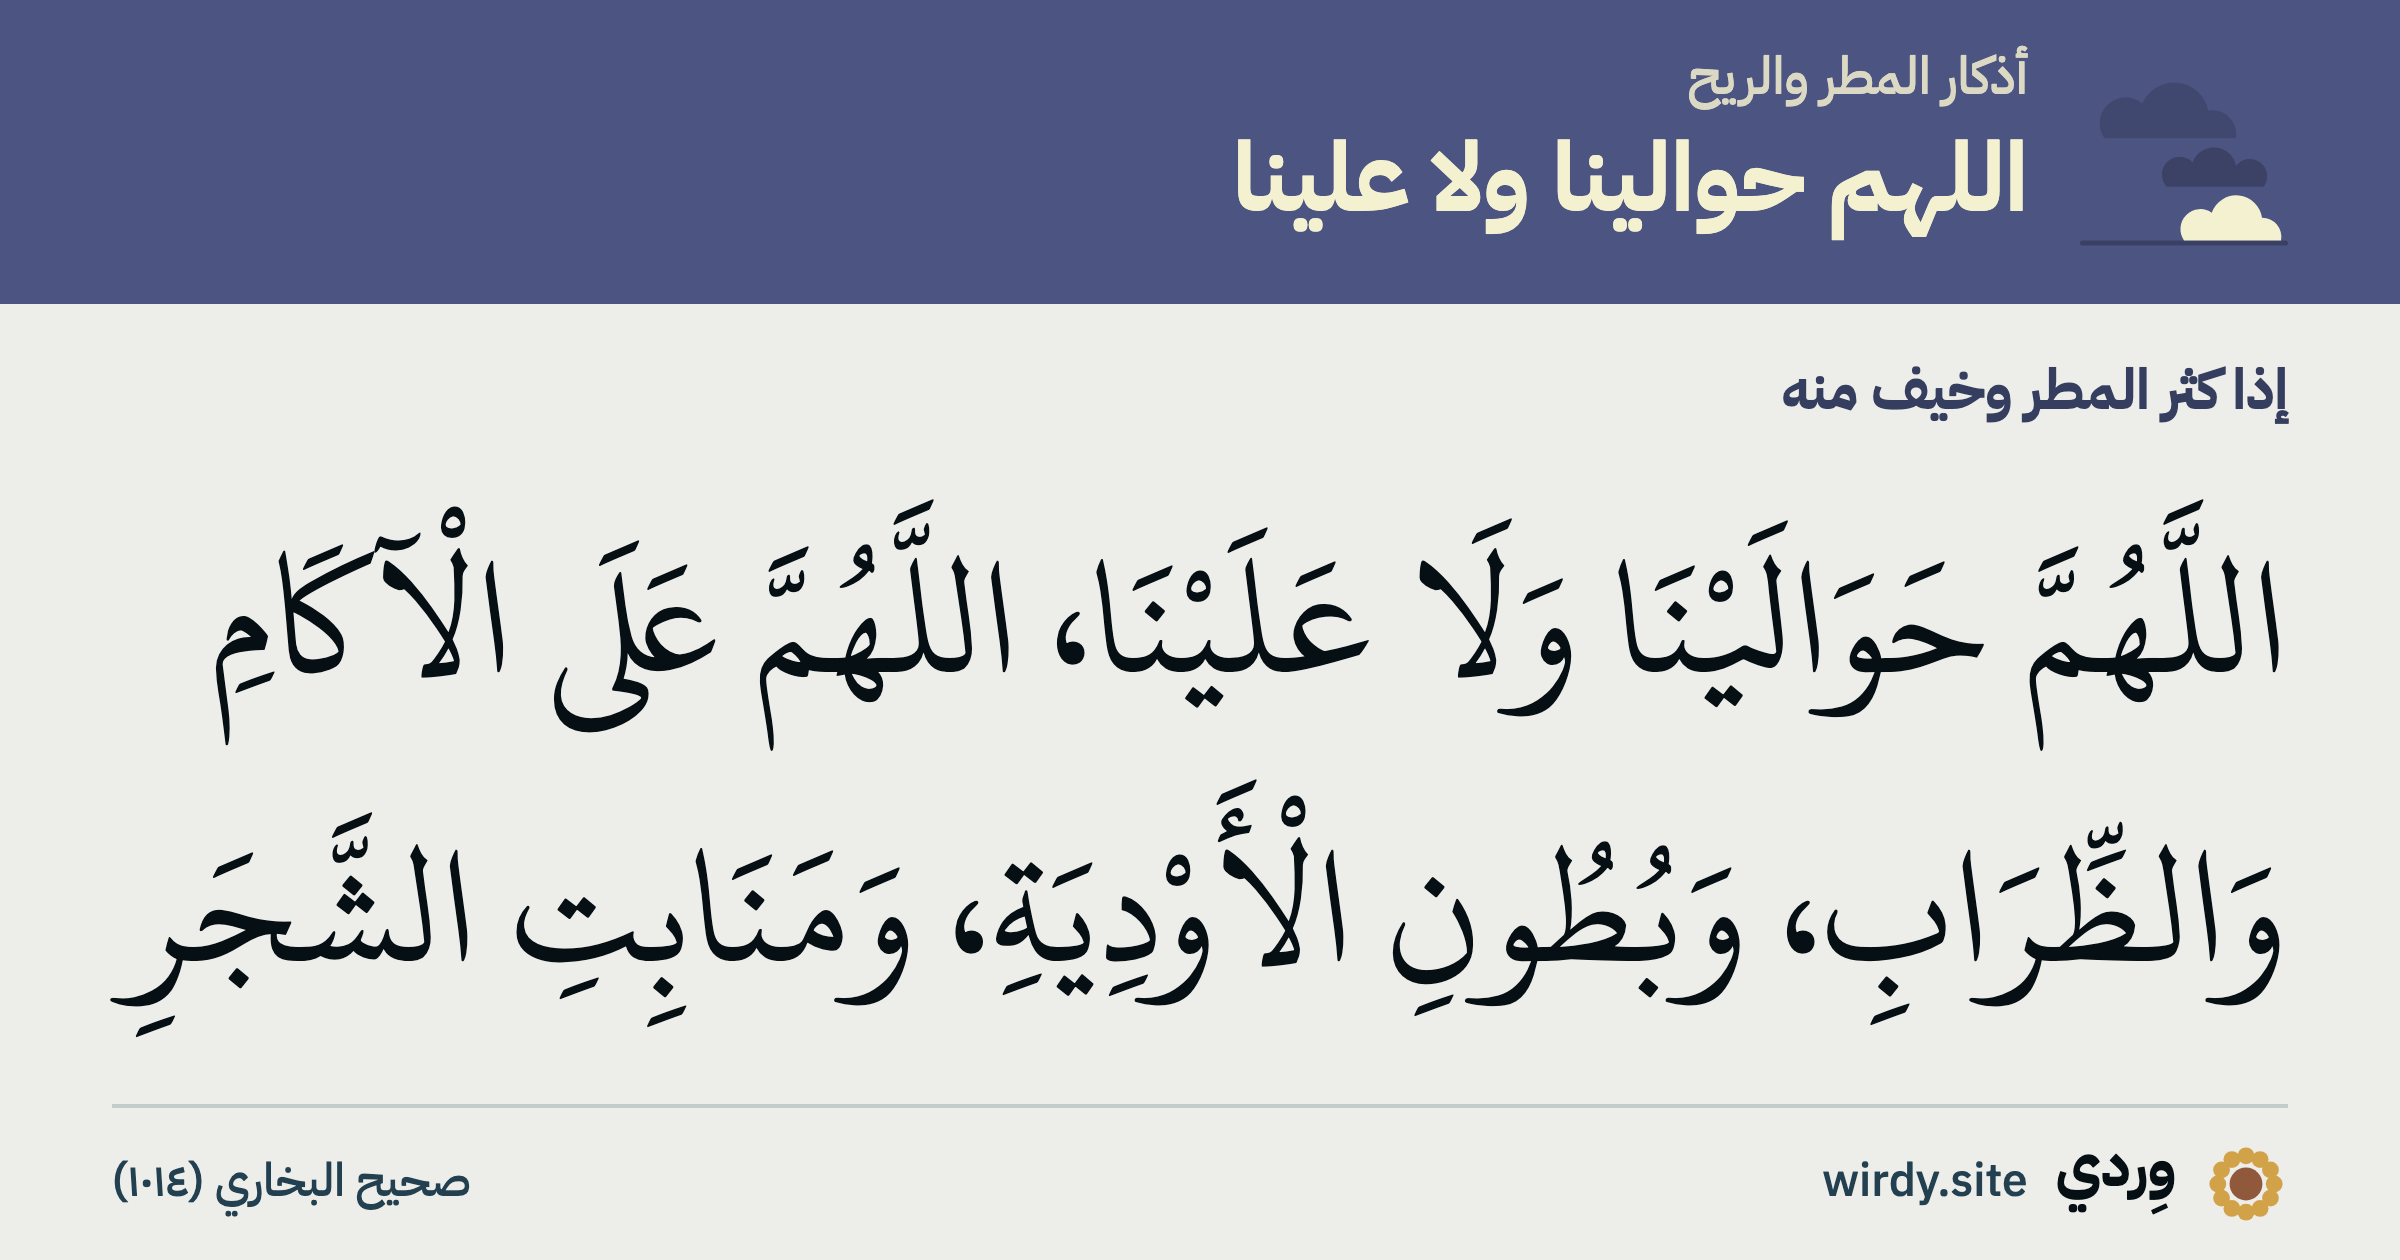 أذكار المطر والريح
اللهم حوالينا ولا علينا
إذا كثر المطر وخيف منه
اللَّهُمَّ حَوَالَيْنَا وَلَا عَلَيْنَا، اللَّهُمَّ عَلَى الْآكَامِ
وَالظِّرَابِ، وَبُطُونِ الْأَوْدِيَةِ، وَمَنَابِتِ الشَّجَرِ
وِردي wirdy.site
صحيح البخاري (١٠١٤)